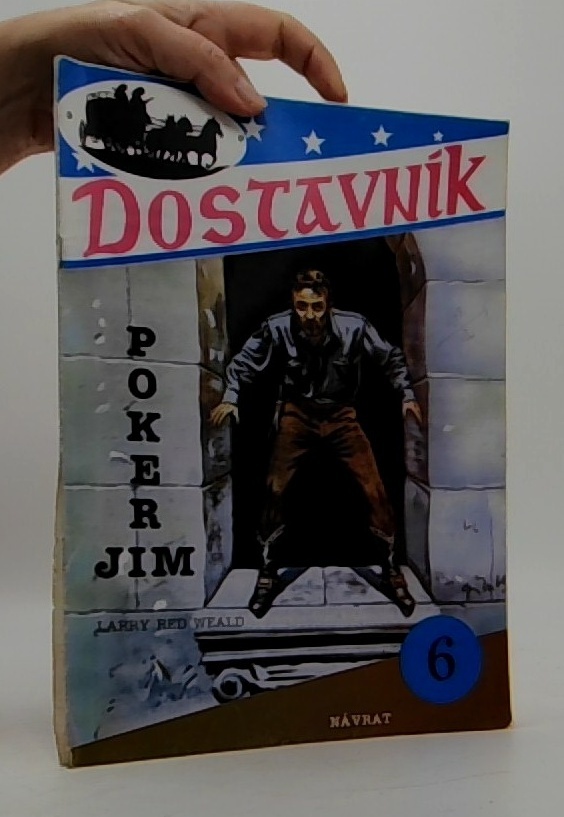 DOSTAVNÍK
POKER
JIM
LARRY RED WEALD
6
NÁVRAT